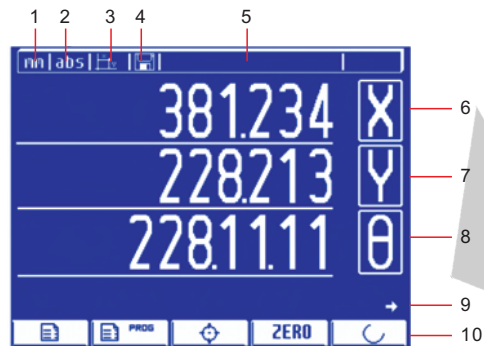 1 2 3 4 5
mm abs
381.234 X 6
228.213 Y 7
228.11.11 θ 8
9
PROG ZERO 10